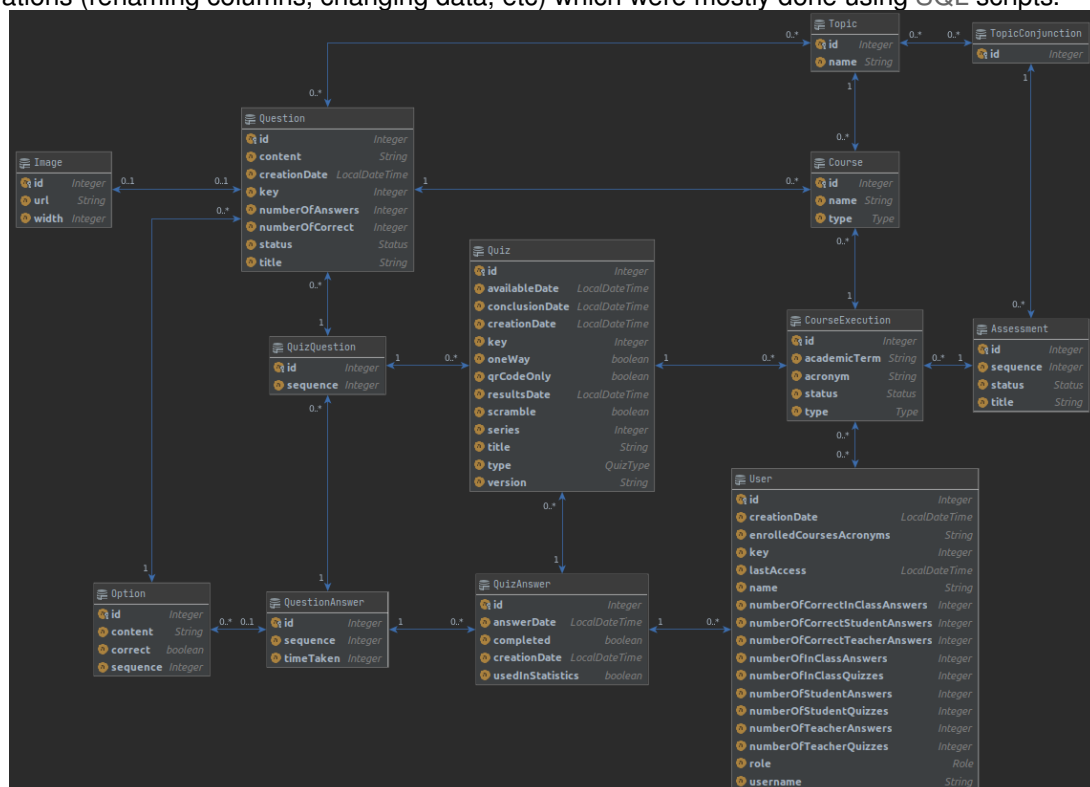 ations (renaming columns, changing data, etc) which were mostly done using SQL scripts.
Topic
id Integer
name String
0..*
0..*
0..*
TopicConjunction
id Integer
1
0..*
1
0..*
Question
id Integer
content String
creationDate LocalDateTime
key Integer
numberOfAnswers Integer
numberOfCorrect Integer
status Status
title String
Image
id Integer
url String
width Integer
0..1
0..1
0..*
1
0..*
Course
id Integer
name String
type Type
0..*
1
0..*
Quiz
id Integer
availableDate LocalDateTime
conclusionDate LocalDateTime
creationDate LocalDateTime
key Integer
oneWay boolean
qrCodeOnly boolean
resultsDate LocalDateTime
scramble boolean
series Integer
title String
type QuizType
version String
0..*
1
QuizQuestion
id Integer
sequence Integer
1
0..*
0..*
1
0..*
CourseExecution
id Integer
academicTerm String
acronym String
status Status
type Type
0..*
1
Assessment
id Integer
sequence Integer
status Status
title String
0..*
0..*
0..*
1
User
id Integer
creationDate LocalDateTime
enrolledCoursesAcronyms String
key Integer
lastAccess LocalDateTime
name String
numberOfCorrectInClassAnswers Integer
numberOfCorrectStudentAnswers Integer
numberOfCorrectTeacherAnswers Integer
numberOfInClassAnswers Integer
numberOfInClassQuizzes Integer
numberOfStudentAnswers Integer
numberOfStudentQuizzes Integer
numberOfTeacherAnswers Integer
numberOfTeacherQuizzes Integer
role Role
username String
1
Option
id Integer
content String
correct boolean
sequence Integer
0..*
0..1
1
QuestionAnswer
id Integer
sequence Integer
timeTaken Integer
1
0..*
QuizAnswer
id Integer
answerDate LocalDateTime
completed boolean
creationDate LocalDateTime
usedInStatistics boolean
1
0..*